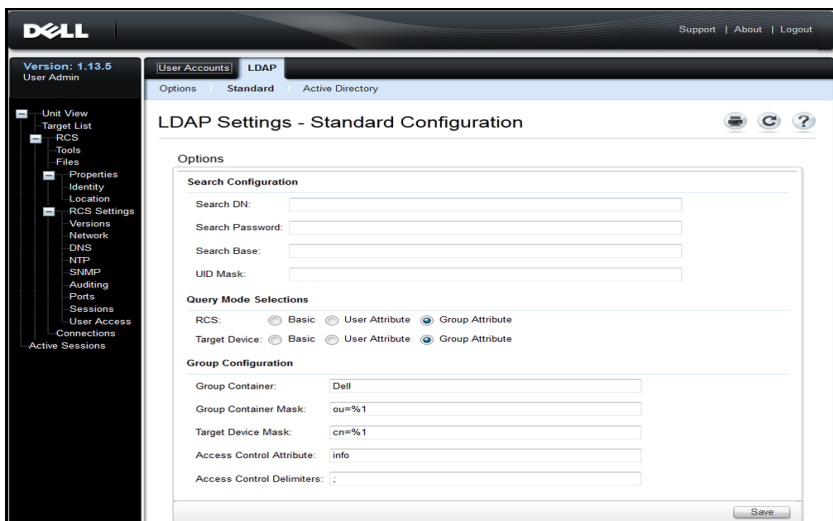 DELL
Support | About | Logout
Version: 1.13.5
User Admin
User Accounts
LDAP
Options
Standard
Active Directory
Unit View
Target List
RCS
Tools
Files
Properties
Identity
Location
RCS Settings
Versions
Network
DNS
NTP
SNMP
Auditing
Ports
Sessions
User Access
Connections
Active Sessions
LDAP Settings - Standard Configuration
?
Options
Search Configuration
Search DN:
Search Password:
Search Base:
UID Mask:
Query Mode Selections
RCS: Basic User Attribute Group Attribute
Target Device: Basic User Attribute Group Attribute
Group Configuration
Group Container: Dell
Group Container Mask: ou=%1
Target Device Mask: cn=%1
Access Control Attribute: info
Access Control Delimiters: ;
Save